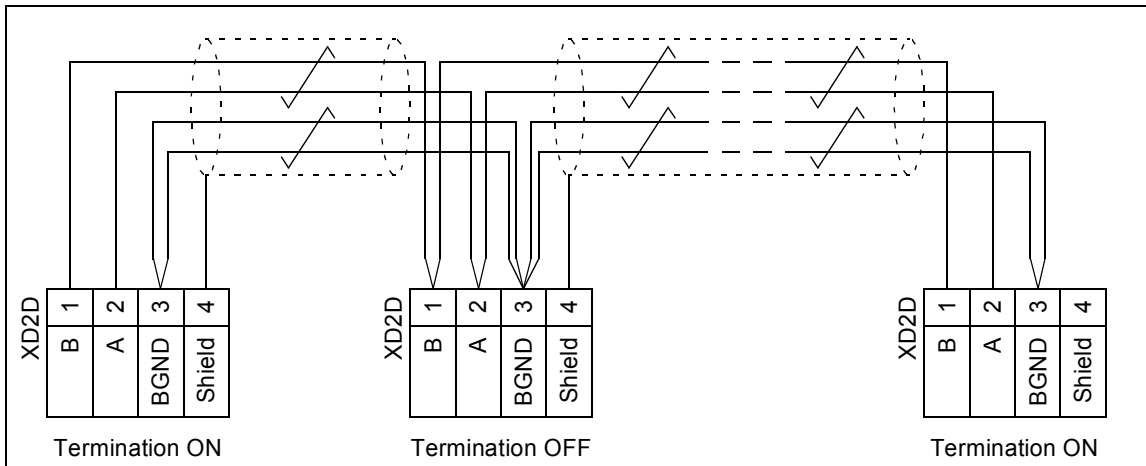 XD2D
1 2 3 4
B A BGND Shield
Termination ON
XD2D
1 2 3 4
B A BGND Shield
Termination OFF
XD2D
1 2 3 4
B A BGND Shield
Termination ON